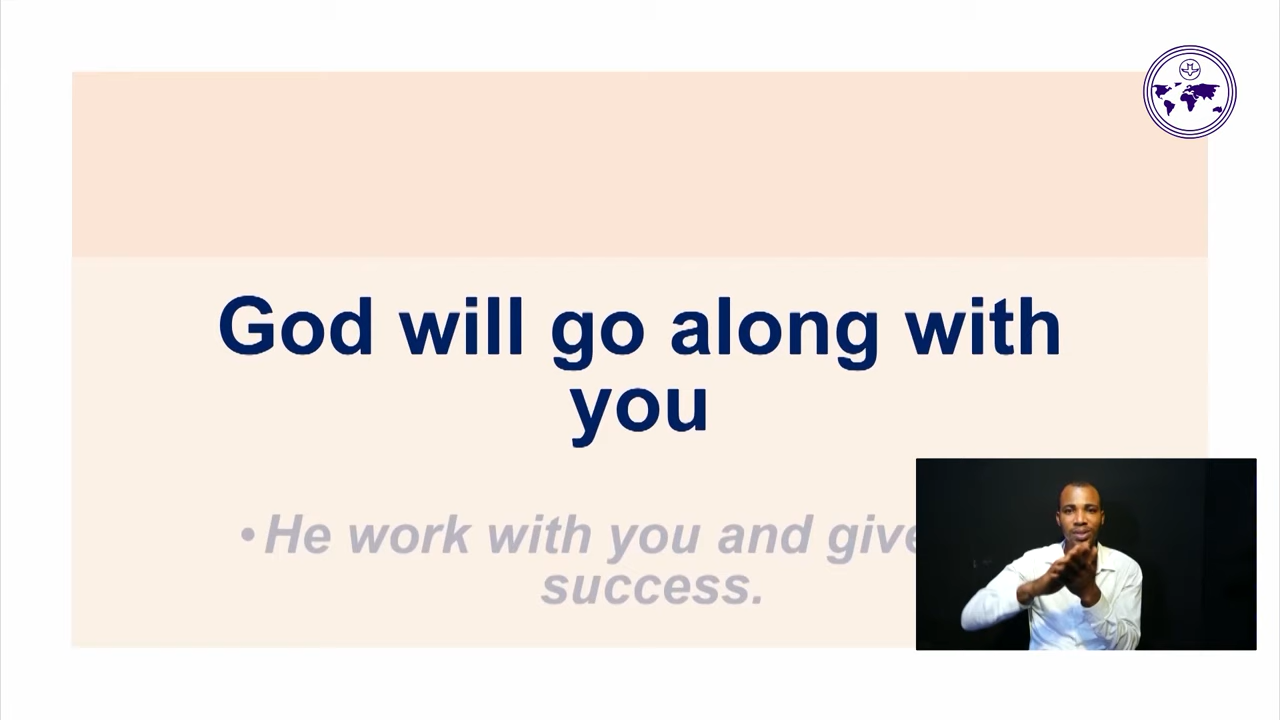 God will go along with
you
•He work with you and give
success.